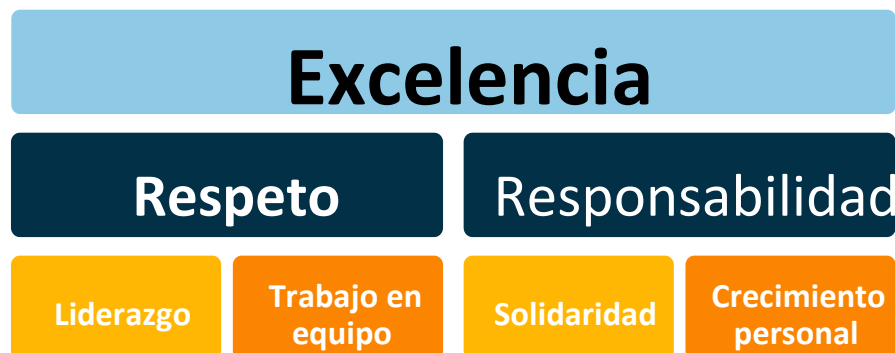 Excelencia
Respeto
Responsabilidad
Liderazgo
Trabajo en
equipo
Solidaridad
Crecimiento
personal